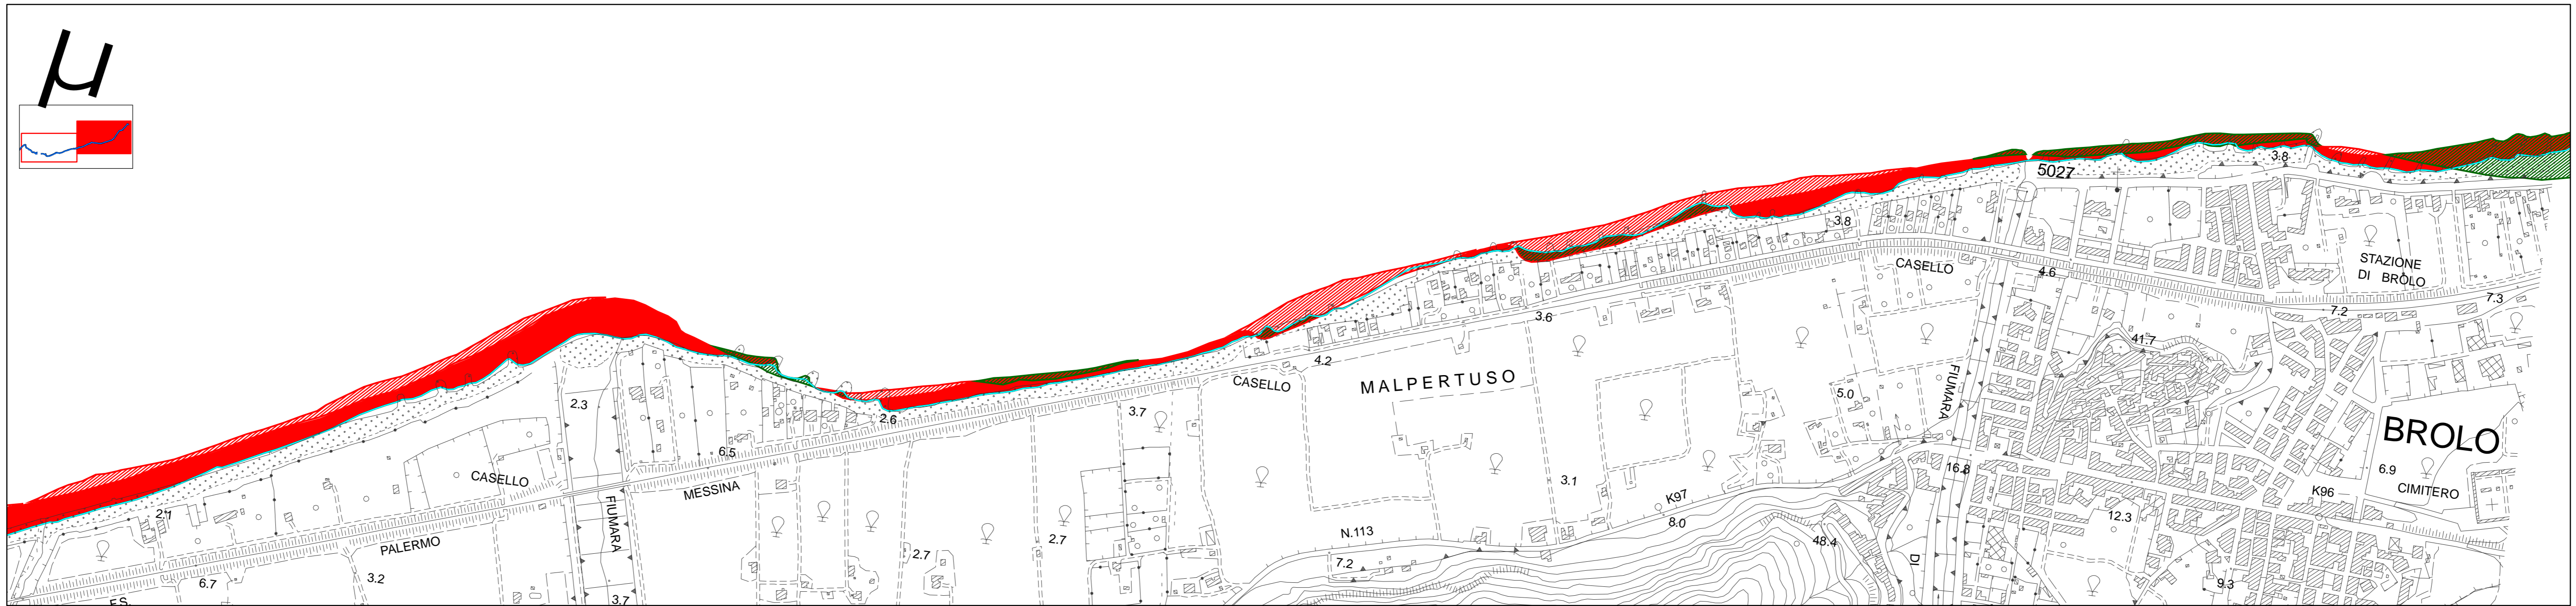 µ
5027
3.8
3.8
STAZIONE
DI BROLO
CASELLO
4.6
7.3
7.2
3.6
41.7
4.2
CASELLO
MALPERTUSO
FIUMARA
5.0
2.3
3.7
2.6
BROLO
6.5
16.8
6.9
CASELLO
3.1
K96
CIMITERO
MESSINA
K97
2.1
FIUMARA
8.0
12.3
N.113
2.7
48.4
PALERMO
2.7
7.2
DI
3.2
6.7
9.3
F.S.
3.7